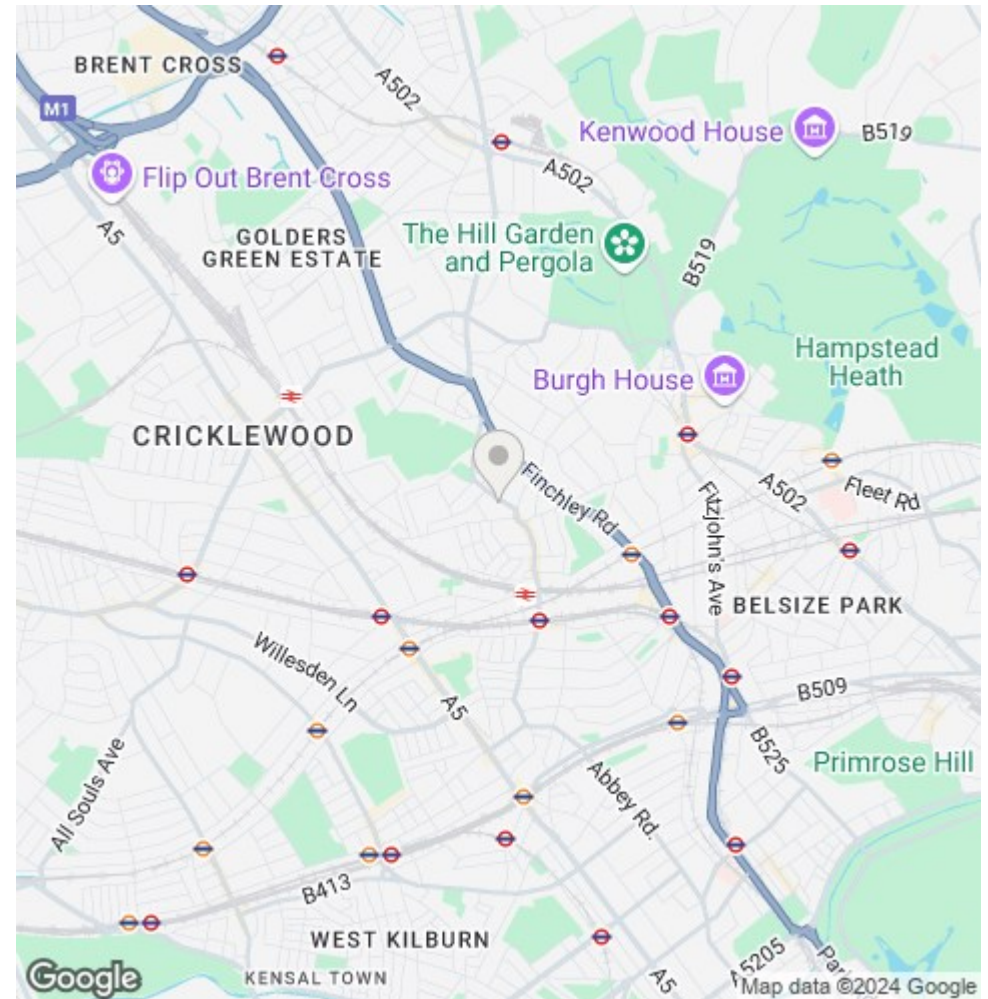 BRENT CROSS
A502
M1
Kenwood House
B519
Flip Out Brent Cross
A502
A5
GOLDERS
GREEN ESTATE
The Hill Garden
and Pergola
B519
Hampstead
Heath
Burgh House
CRICKLEWOOD
Finchley Rd
A502
Fleet Rd
Fitzjohn's Ave
BELSIZE PARK
Willesden Ln
A5
B509
B525
Primrose Hill
All Souls Ave
Abbey Rd.
B413
WEST KILBURN
KENSAL TOWN
A5
A5205
Google
Map data ©2024 Google